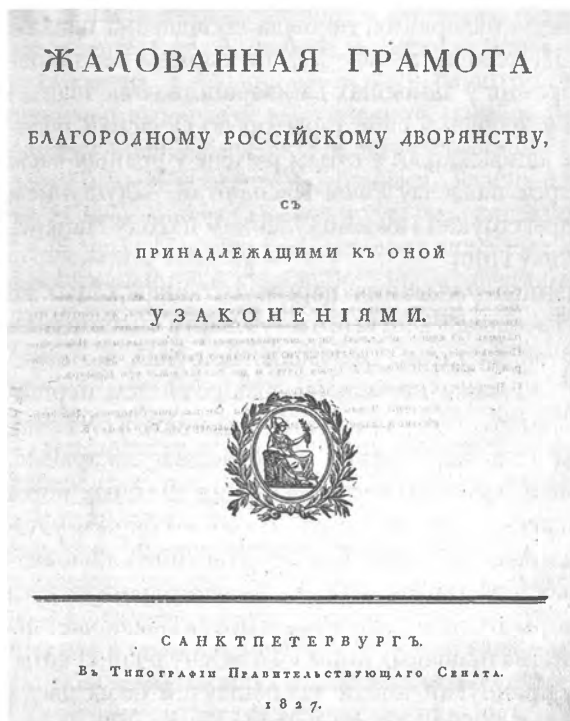 ЖАЛОВАННАЯ ГРАМОТА
БЛАГОРОДНОМУ РОССІЙСКОМУ ДВОРЯНСТВУ,
СЪ
ПРИНАДЛЕЖАЩИМИ КЪ ОНОЙ
УЗАКОНЕНІЯМИ.
САНКТПЕТЕРБУРГЪ.
Въ Типографіи Правительствующаго Сената.
1827.